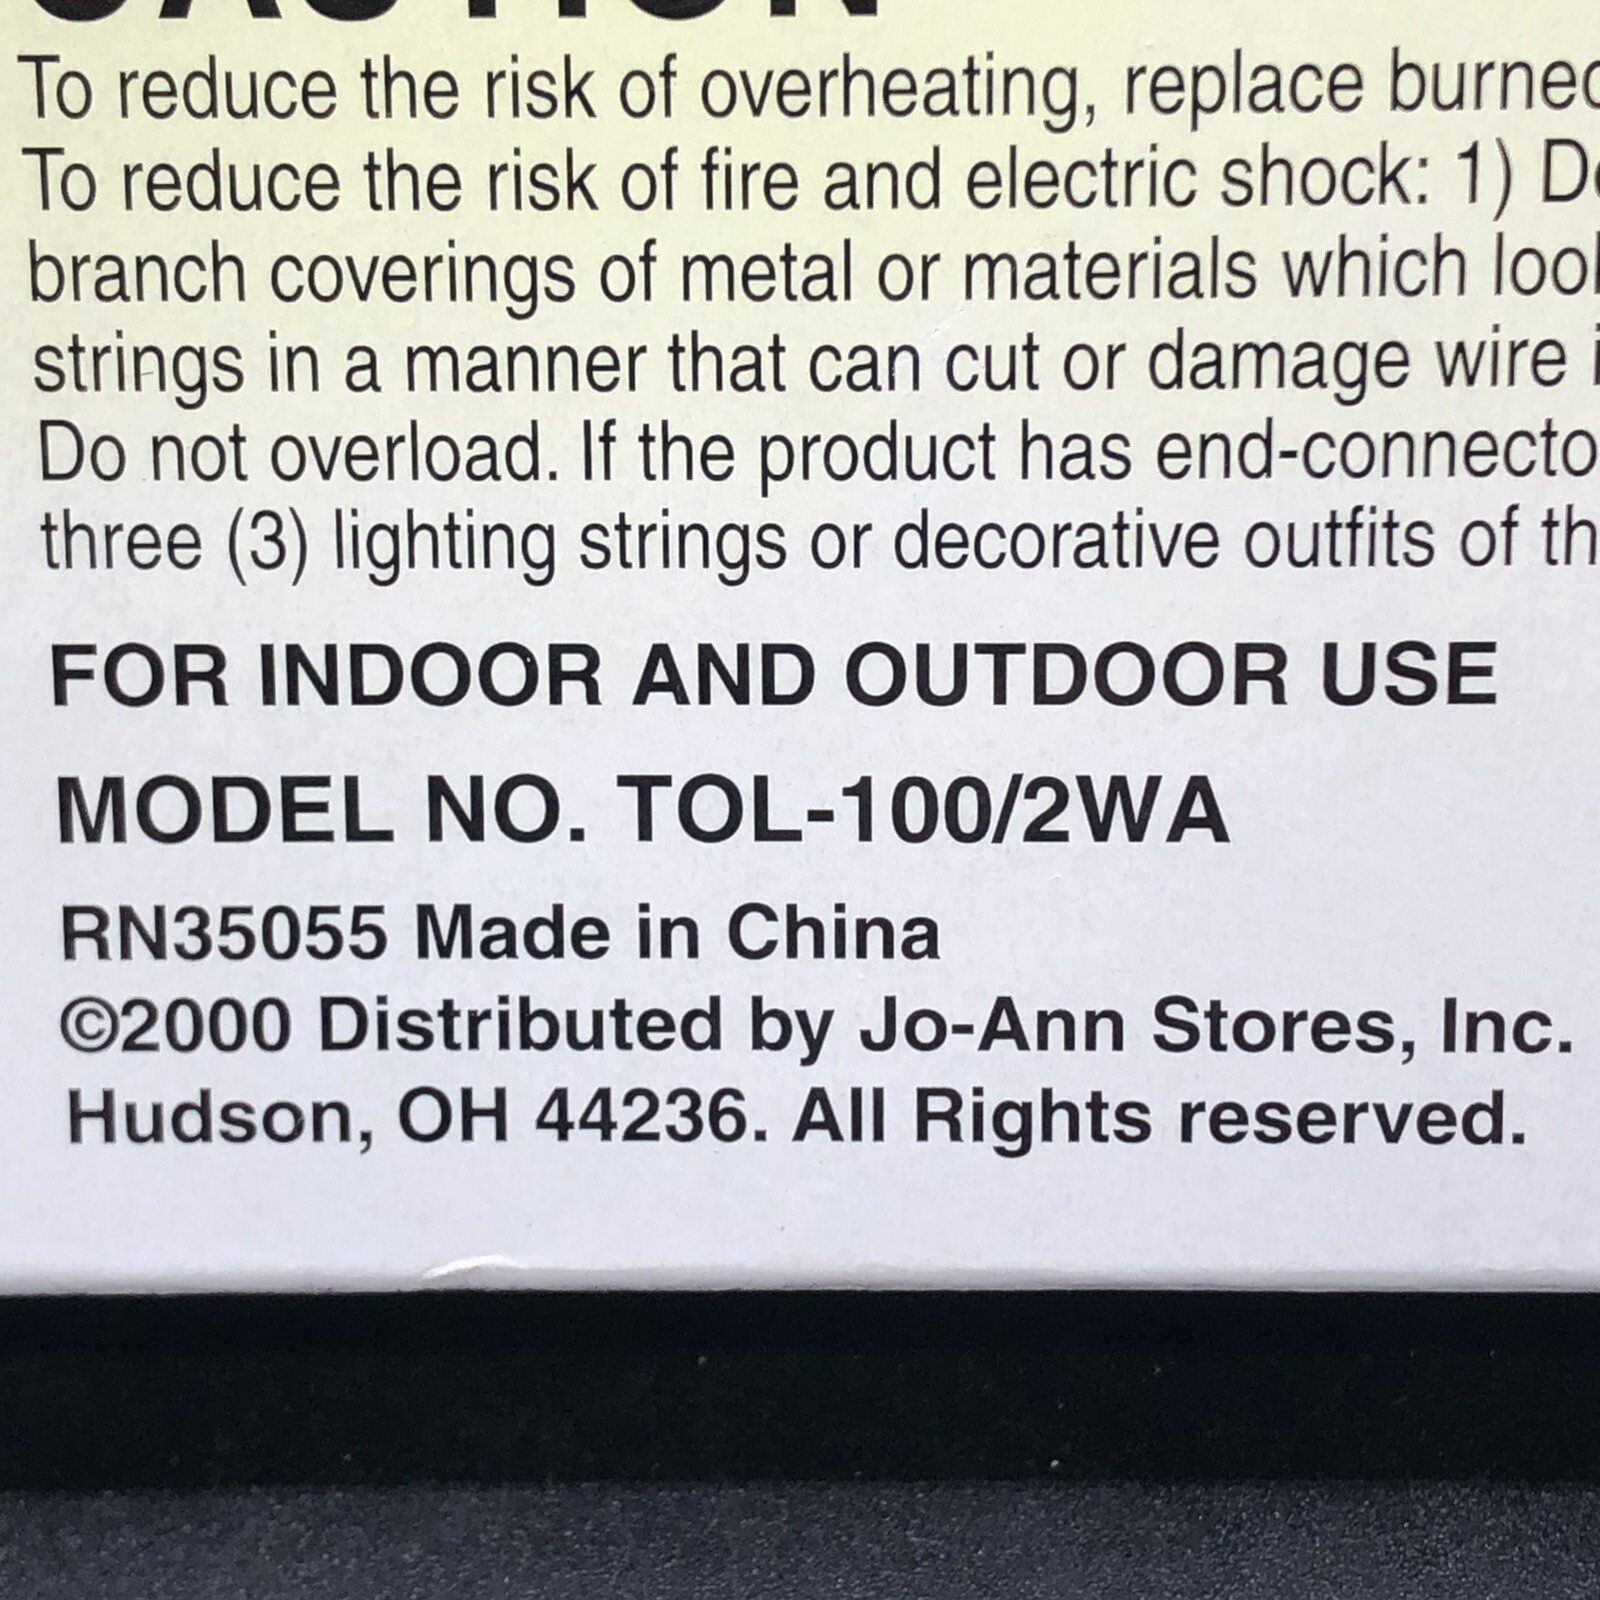 CAUTION
To reduce the risk of overheating, replace burned
To reduce the risk of fire and electric shock: 1) Do
branch coverings of metal or materials which look
strings in a manner that can cut or damage wire
Do not overload. If the product has end-connecto
three (3) lighting strings or decorative outfits of th
FOR INDOOR AND OUTDOOR USE
MODEL NO. TOL-100/2WA
RN35055 Made in China
©2000 Distributed by Jo-Ann Stores, Inc.
Hudson, OH 44236. All Rights reserved.